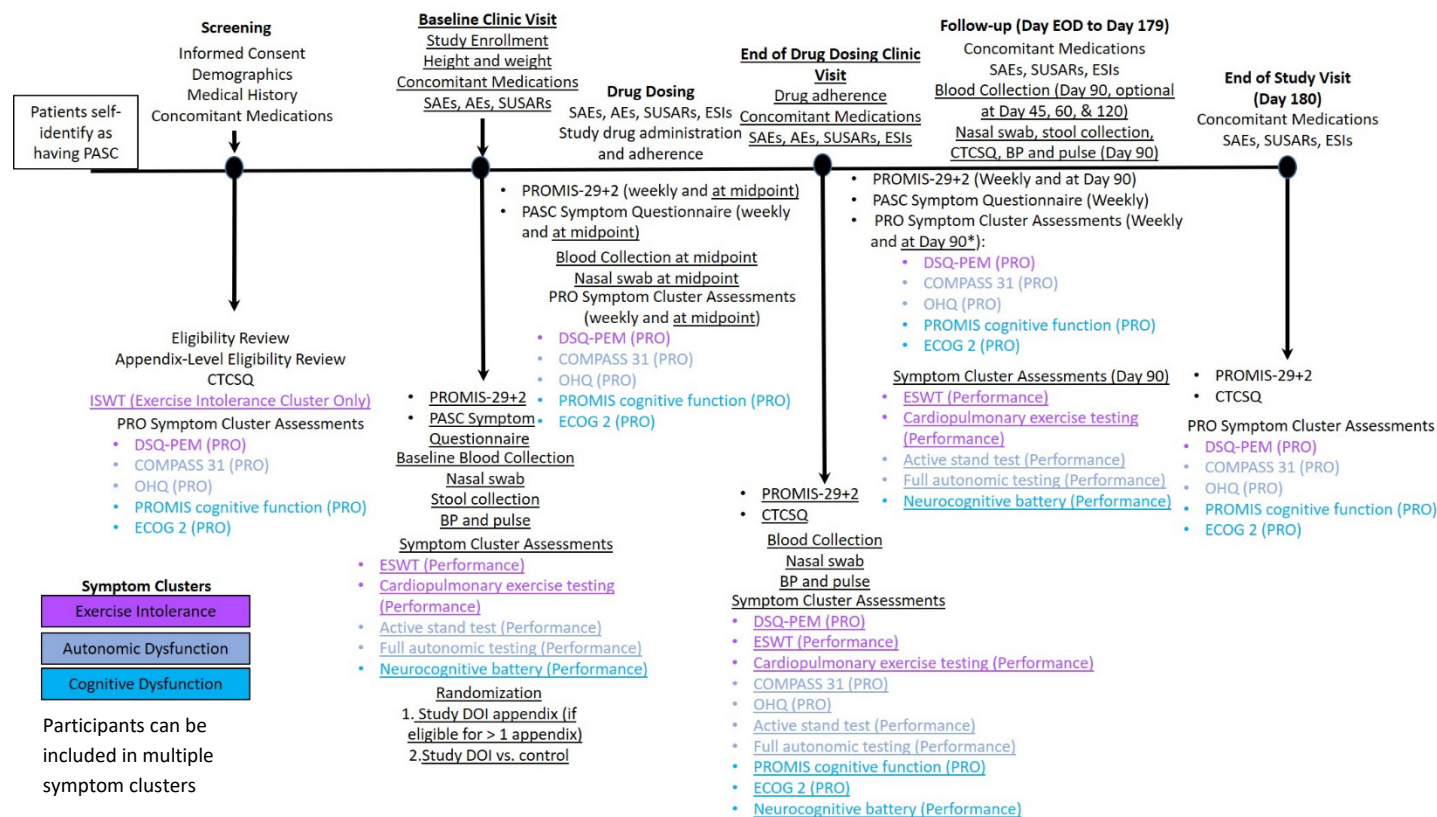 Screening
Informed Consent
Demographics
Medical History
Concomitant Medications
Patients self-
identify as
having PASC
Eligibility Review
Appendix-Level Eligibility Review
CTCSQ
ISWT (Exercise Intolerance Cluster Only)
PRO Symptom Cluster Assessments
• DSQ-PEM (PRO)
• COMPASS 31 (PRO)
• OHQ (PRO)
• PROMIS cognitive function (PRO)
• ECOG 2 (PRO)
Symptom Clusters
Exercise Intolerance
Autonomic Dysfunction
Cognitive Dysfunction
Participants can be
included in multiple
symptom clusters
Baseline Clinic Visit
Study Enrollment
Height and weight
Concomitant Medications
SAEs, AEs, SUSARs
• PROMIS-29+2
• PASC Symptom
Questionnaire
Baseline Blood Collection
Nasal swab
Stool collection
BP and pulse
Symptom Cluster Assessments
• ESWT (Performance)
• Cardiopulmonary exercise testing
(Performance)
• Active stand test (Performance)
• Full autonomic testing (Performance)
• Neurocognitive battery (Performance)
Randomization
1. Study DOI appendix (if
eligible for > 1 appendix)
2.Study DOI vs. control
Drug Dosing
SAEs, AEs, SUSARs, ESIs
Study drug administration
and adherence
• PROMIS-29+2 (weekly and at midpoint)
• PASC Symptom Questionnaire (weekly
and at midpoint)
Blood Collection at midpoint
Nasal swab at midpoint
PRO Symptom Cluster Assessments
(weekly and at midpoint)
• DSQ-PEM (PRO)
• COMPASS 31 (PRO)
• OHQ (PRO)
• PROMIS cognitive function (PRO)
• ECOG 2 (PRO)
End of Drug Dosing Clinic
Visit
Drug adherence
Concomitant Medications
SAEs, AEs, SUSARs, ESIs
• PROMIS-29+2
• CTCSQ
Blood Collection
Nasal swab
BP and pulse
Symptom Cluster Assessments
• DSQ-PEM (PRO)
• ESWT (Performance)
• Cardiopulmonary exercise testing (Performance)
• COMPASS 31 (PRO)
• OHQ (PRO)
• Active stand test (Performance)
• Full autonomic testing (Performance)
• PROMIS cognitive function (PRO)
• ECOG 2 (PRO)
• Neurocognitive battery (Performance)
Follow-up (Day EOD to Day 179)
Concomitant Medications
SAEs, SUSARs, ESIs
Blood Collection (Day 90, optional
at Day 45, 60, & 120)
Nasal swab, stool collection,
CTCSQ, BP and pulse (Day 90)
• PROMIS-29+2 (Weekly and at Day 90)
• PASC Symptom Questionnaire (Weekly)
• PRO Symptom Cluster Assessments (Weekly
and at Day 90*):
• DSQ-PEM (PRO)
• COMPASS 31 (PRO)
• OHQ (PRO)
• PROMIS cognitive function (PRO)
• ECOG 2 (PRO)
Symptom Cluster Assessments (Day 90)
• ESWT (Performance)
• Cardiopulmonary exercise testing
(Performance)
• Active stand test (Performance)
• Full autonomic testing (Performance)
• Neurocognitive battery (Performance)
End of Study Visit
(Day 180)
Concomitant Medications
SAEs, SUSARs, ESIs
• PROMIS-29+2
• CTCSQ
PRO Symptom Cluster Assessments
• DSQ-PEM (PRO)
• COMPASS 31 (PRO)
• OHQ (PRO)
• PROMIS cognitive function (PRO)
• ECOG 2 (PRO)